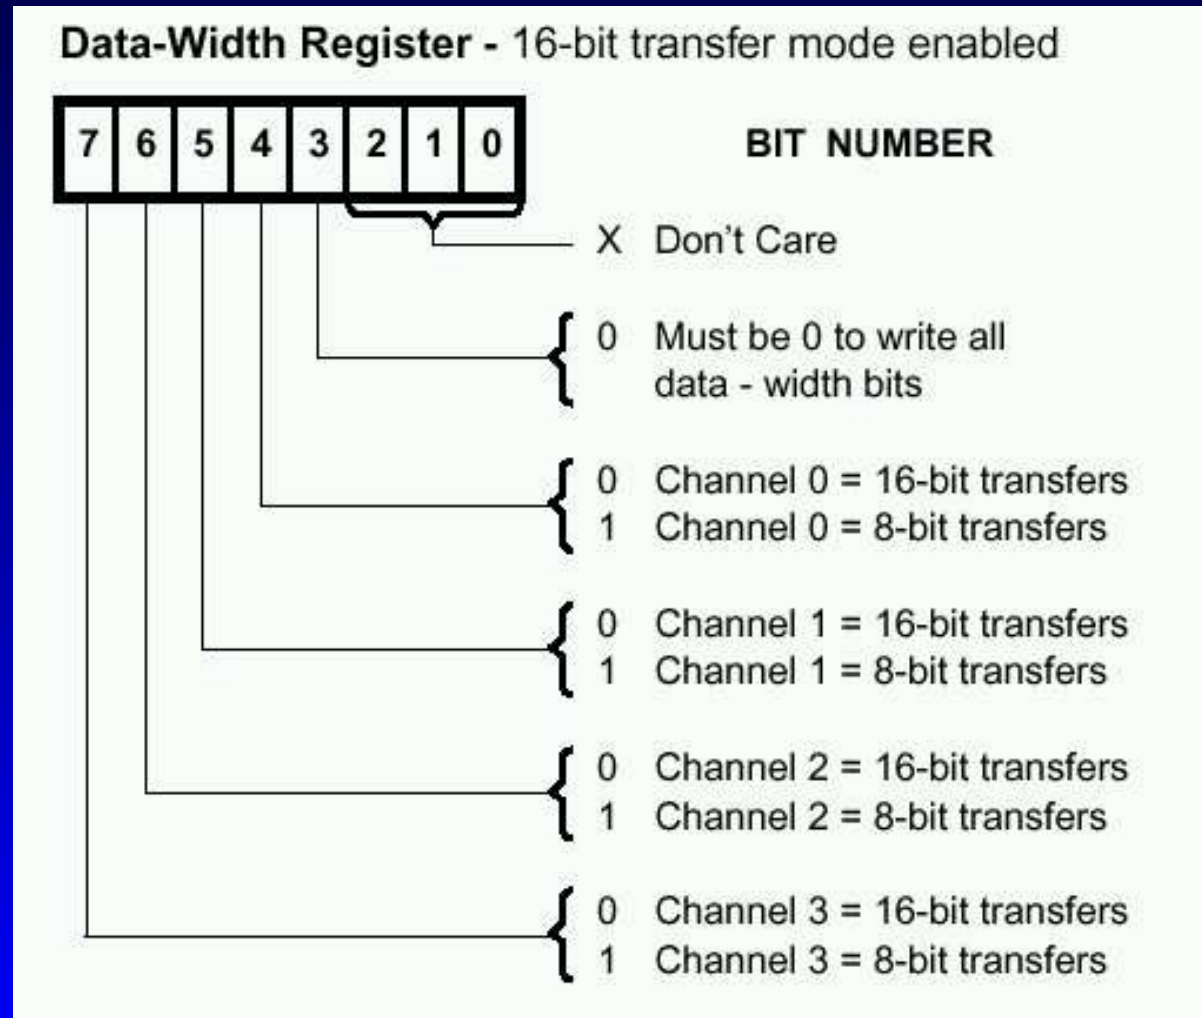 Data-Width Register - 16-bit transfer mode enabled
7 6 5 4 3 2 1 0
BIT NUMBER
X Don't Care
0 Must be 0 to write all
data - width bits
0 Channel 0 = 16-bit transfers
1 Channel 0 = 8-bit transfers
0 Channel 1 = 16-bit transfers
1 Channel 1 = 8-bit transfers
0 Channel 2 = 16-bit transfers
1 Channel 2 = 8-bit transfers
0 Channel 3 = 16-bit transfers
1 Channel 3 = 8-bit transfers